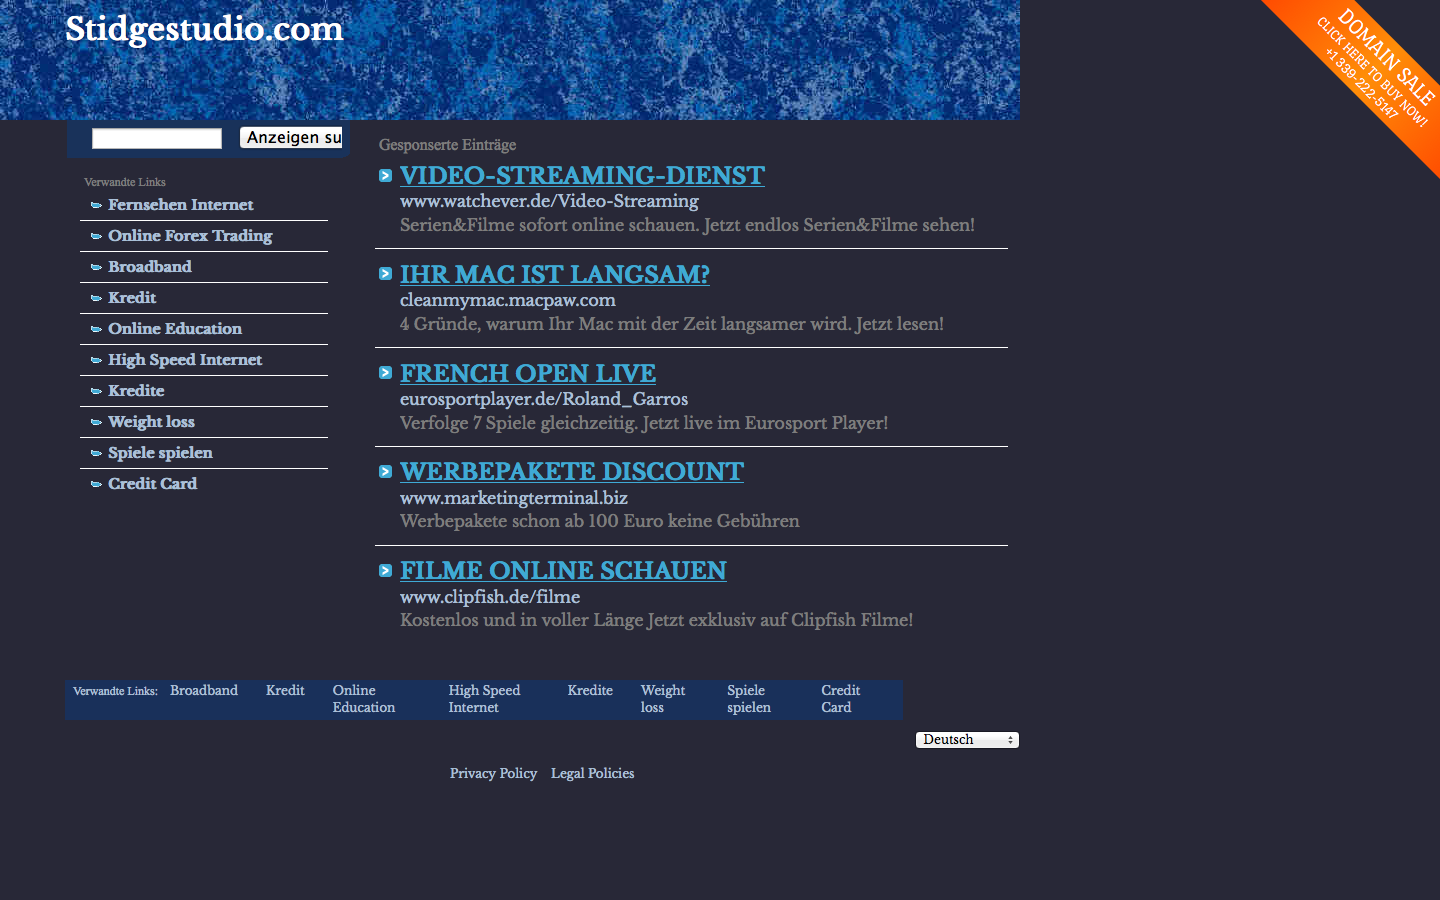 Stidgestudio.com
DOMAIN SALE
CLICK HERE TO BUY NOW!
+1 339-222-5147
Anzeigen su
Verwandte Links
Fernsehen Internet
Online Forex Trading
Broadband
Kredit
Online Education
High Speed Internet
Kredite
Weight loss
Spiele spielen
Credit Card
Gesponserte Einträge
VIDEO-STREAMING-DIENST
www.watchever.de/Video-Streaming
Serien&Filme sofort online schauen. Jetzt endlos Serien&Filme sehen!
IHR MAC IST LANGSAM?
cleanmymac.macpaw.com
4 Gründe, warum Ihr Mac mit der Zeit langsamer wird. Jetzt lesen!
FRENCH OPEN LIVE
eurosportplayer.de/Roland_Garros
Verfolge 7 Spiele gleichzeitig. Jetzt live im Eurosport Player!
WERBEPAKETE DISCOUNT
www.marketingterminal.biz
Werbepakete schon ab 100 Euro keine Gebühren
FILME ONLINE SCHAUEN
www.clipfish.de/filme
Kostenlos und in voller Länge Jetzt exklusiv auf Clipfish Filme!
Verwandte Links:
Broadband
Kredit
Online
Education
High Speed
Internet
Kredite
Weight
loss
Spiele
spielen
Credit
Card
Deutsch
Privacy Policy
Legal Policies